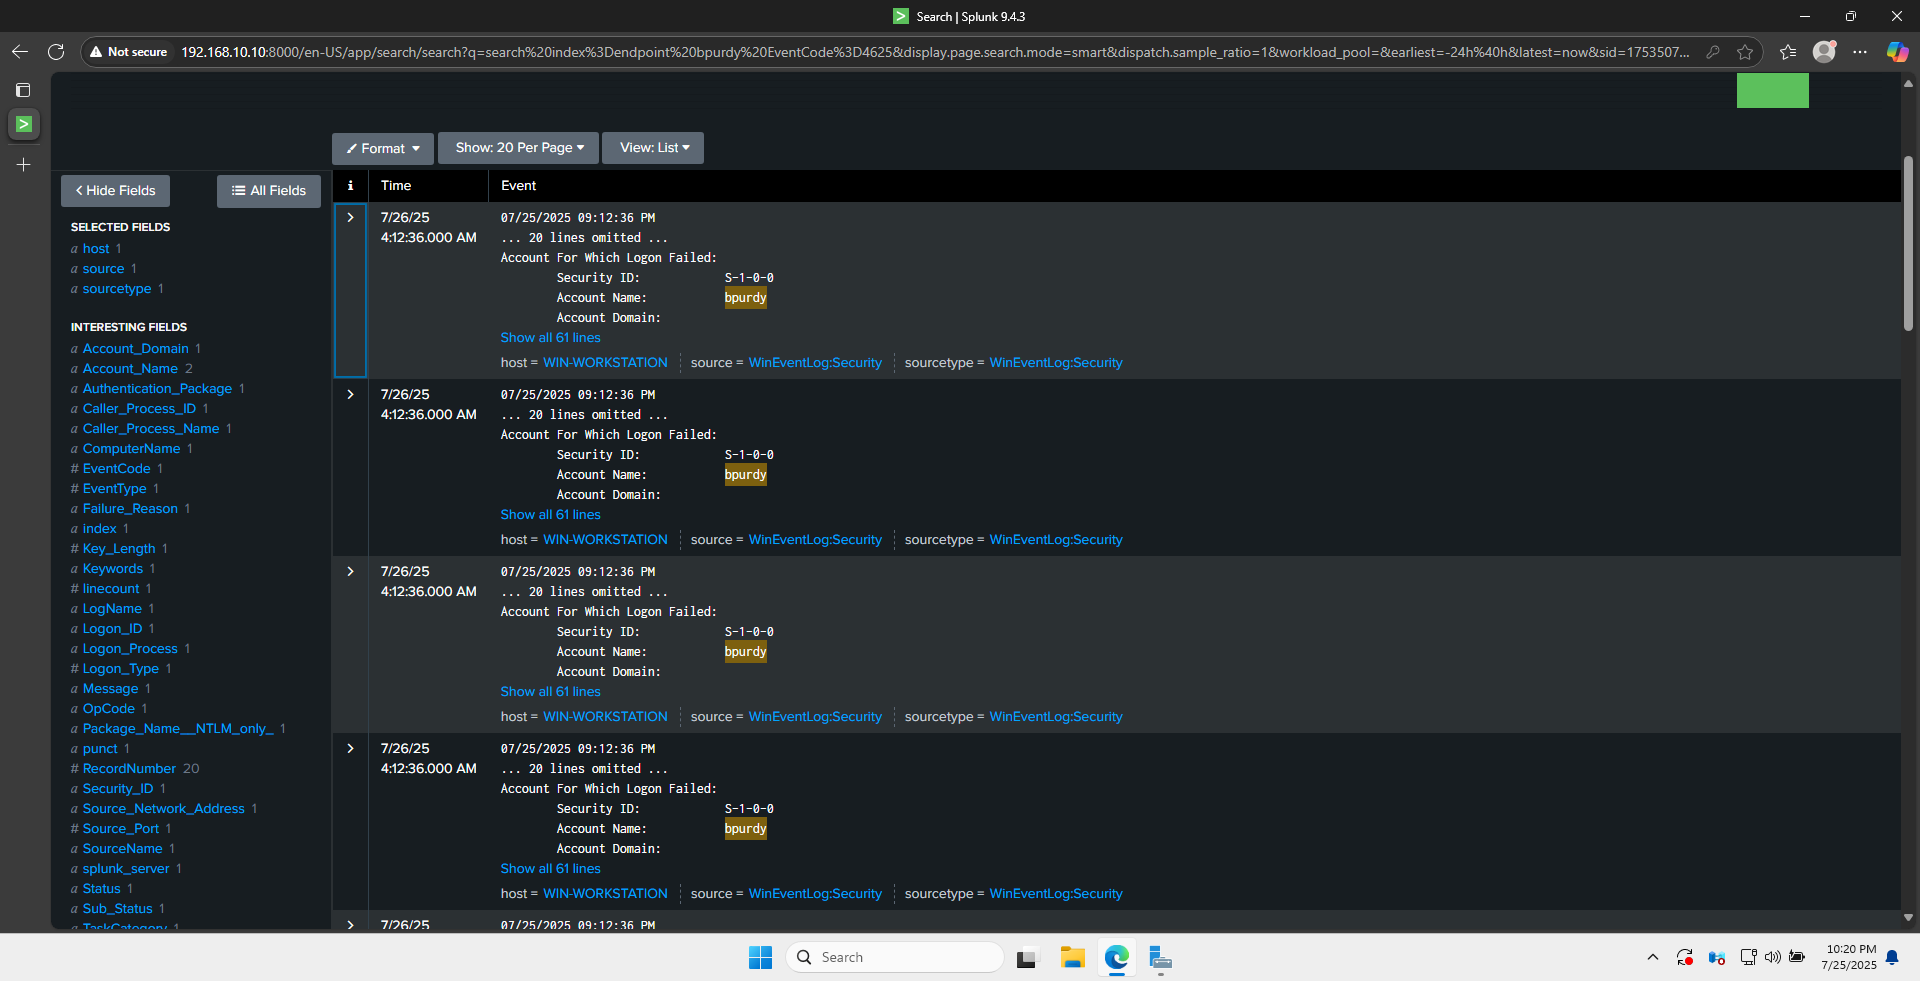 Search | Splunk 9.4.3
Not secure 192.168.10.10:8000/en-US/app/search/search?q=search%20index%3Dendpoint%20bpurdy%20EventCode%3D4625&display.page.search.mode=smart&dispatch.sample_ratio=1&workload_pool=&earliest=-24h%40h&latest=now&sid=1753507...
Format Show: 20 Per Page View: List
Hide Fields All Fields
SELECTED FIELDS
a host 1
a source 1
a sourcetype 1
INTERESTING FIELDS
a Account_Domain 1
a Account_Name 2
a Authentication_Package 1
a Caller_Process_ID 1
a Caller_Process_Name 1
a ComputerName 1
# EventCode 1
# EventType 1
a Failure_Reason 1
a index 1
# Key_Length 1
a Keywords 1
# linecount 1
a LogName 1
a Logon_ID 1
a Logon_Process 1
# Logon_Type 1
a Message 1
a OpCode 1
a Package_Name__NTLM_only_ 1
a punct 1
# RecordNumber 20
a Security_ID 1
a Source_Network_Address 1
# Source_Port 1
a SourceName 1
a splunk_server 1
a Status 1
a Sub_Status 1
a TaskCategory 1
i Time Event
7/26/25 07/25/2025 09:12:36 PM
4:12:36.000 AM ... 20 lines omitted ...
Account For Which Logon Failed:
Security ID: S-1-0-0
Account Name: bpurdy
Account Domain:
Show all 61 lines
host = WIN-WORKSTATION source = WinEventLog:Security sourcetype = WinEventLog:Security
7/26/25 07/25/2025 09:12:36 PM
4:12:36.000 AM ... 20 lines omitted ...
Account For Which Logon Failed:
Security ID: S-1-0-0
Account Name: bpurdy
Account Domain:
Show all 61 lines
host = WIN-WORKSTATION source = WinEventLog:Security sourcetype = WinEventLog:Security
7/26/25 07/25/2025 09:12:36 PM
4:12:36.000 AM ... 20 lines omitted ...
Account For Which Logon Failed:
Security ID: S-1-0-0
Account Name: bpurdy
Account Domain:
Show all 61 lines
host = WIN-WORKSTATION source = WinEventLog:Security sourcetype = WinEventLog:Security
7/26/25 07/25/2025 09:12:36 PM
4:12:36.000 AM ... 20 lines omitted ...
Account For Which Logon Failed:
Security ID: S-1-0-0
Account Name: bpurdy
Account Domain:
Show all 61 lines
host = WIN-WORKSTATION source = WinEventLog:Security sourcetype = WinEventLog:Security
7/26/25 07/25/2025 09:12:36 PM
Search
10:20 PM
7/25/2025